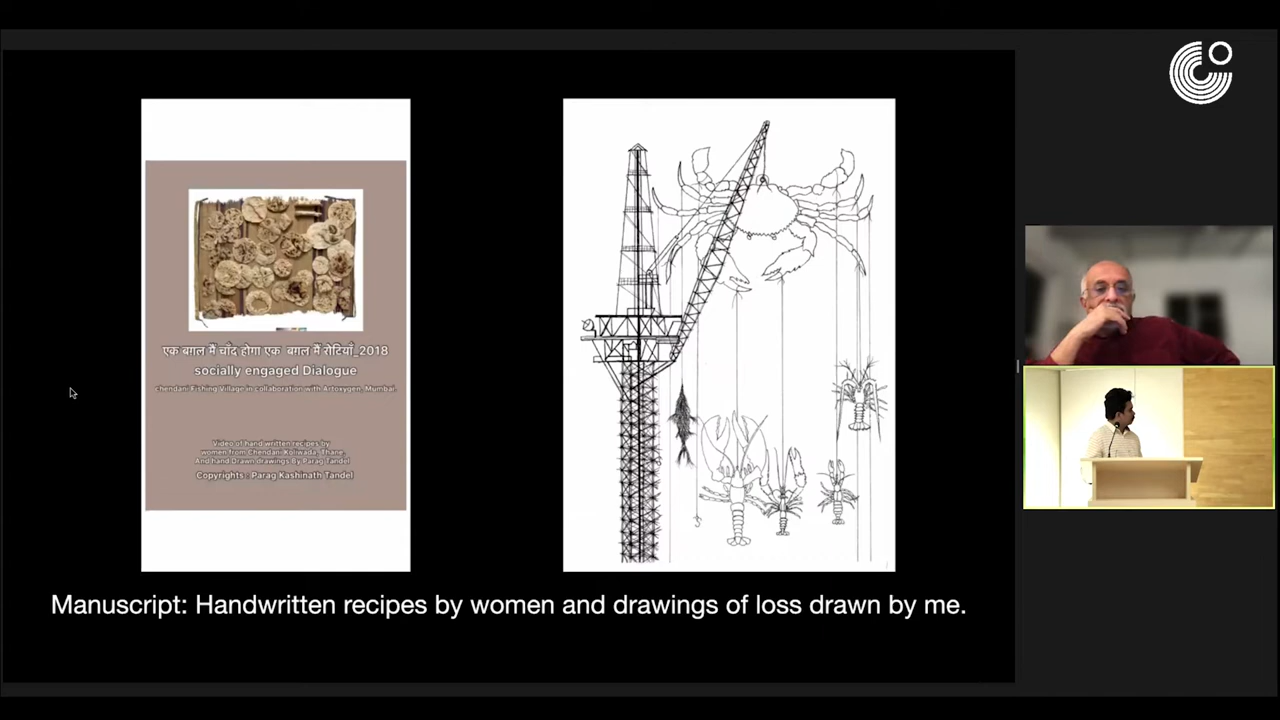 एक बग़ल में चाँद होगा एक बग़ल मैं रोटियाँ_2018
socially engaged Dialogue
chendani Fishing Village in collaboration with Artoxygen, Mumbai.
Video of hand written recipes by
women from Chendani Koliwada, Thane.
And hand Drawn drawings By Parag Tandel
Copyrights : Parag Kashinath Tandel
Manuscript: Handwritten recipes by women and drawings of loss drawn by me.